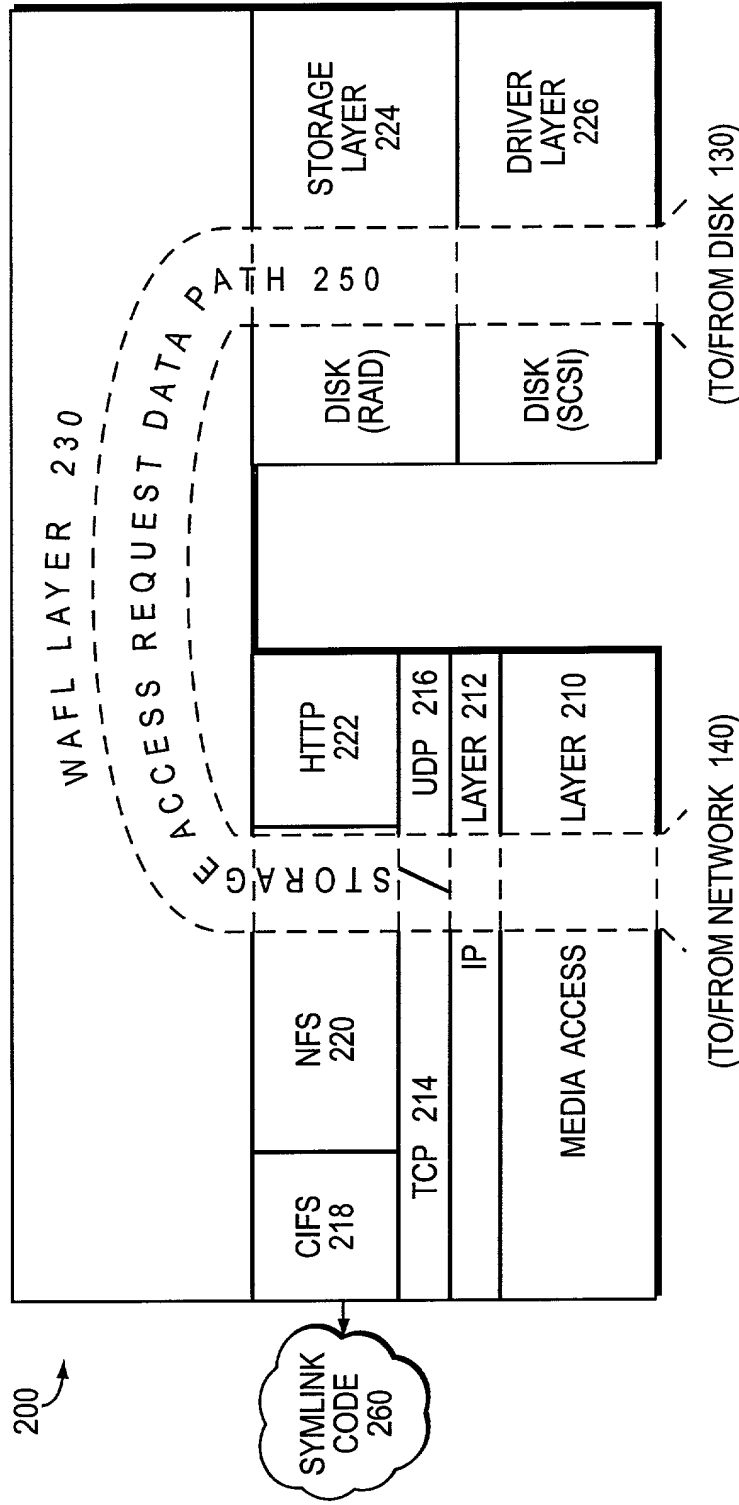 200
WAFL LAYER 230
STORAGE ACCESS REQUEST DATA PATH 250
SYMLINK
CODE
260
CIFS
218
NFS
220
HTTP
222
TCP 214
UDP 216
IP
LAYER 212
MEDIA ACCESS
LAYER 210
(TO/FROM NETWORK 140)
DISK
(RAID)
STORAGE
LAYER
224
DISK
(SCSI)
DRIVER
LAYER
226
(TO/FROM DISK 130)